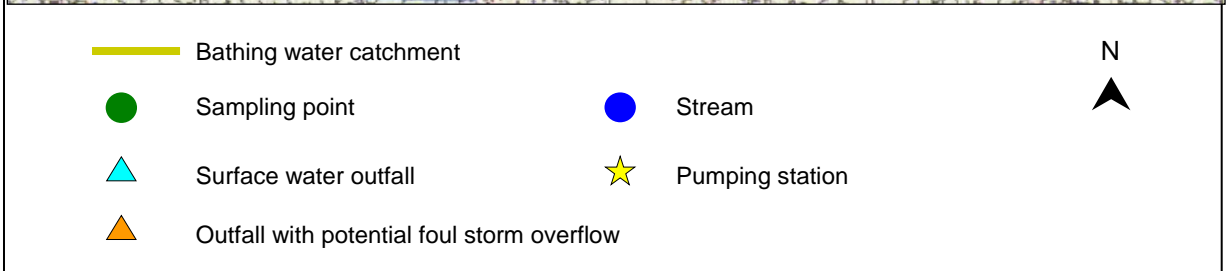 Bathing water catchment
N
Sampling point
Stream
Surface water outfall
Pumping station
Outfall with potential foul storm overflow